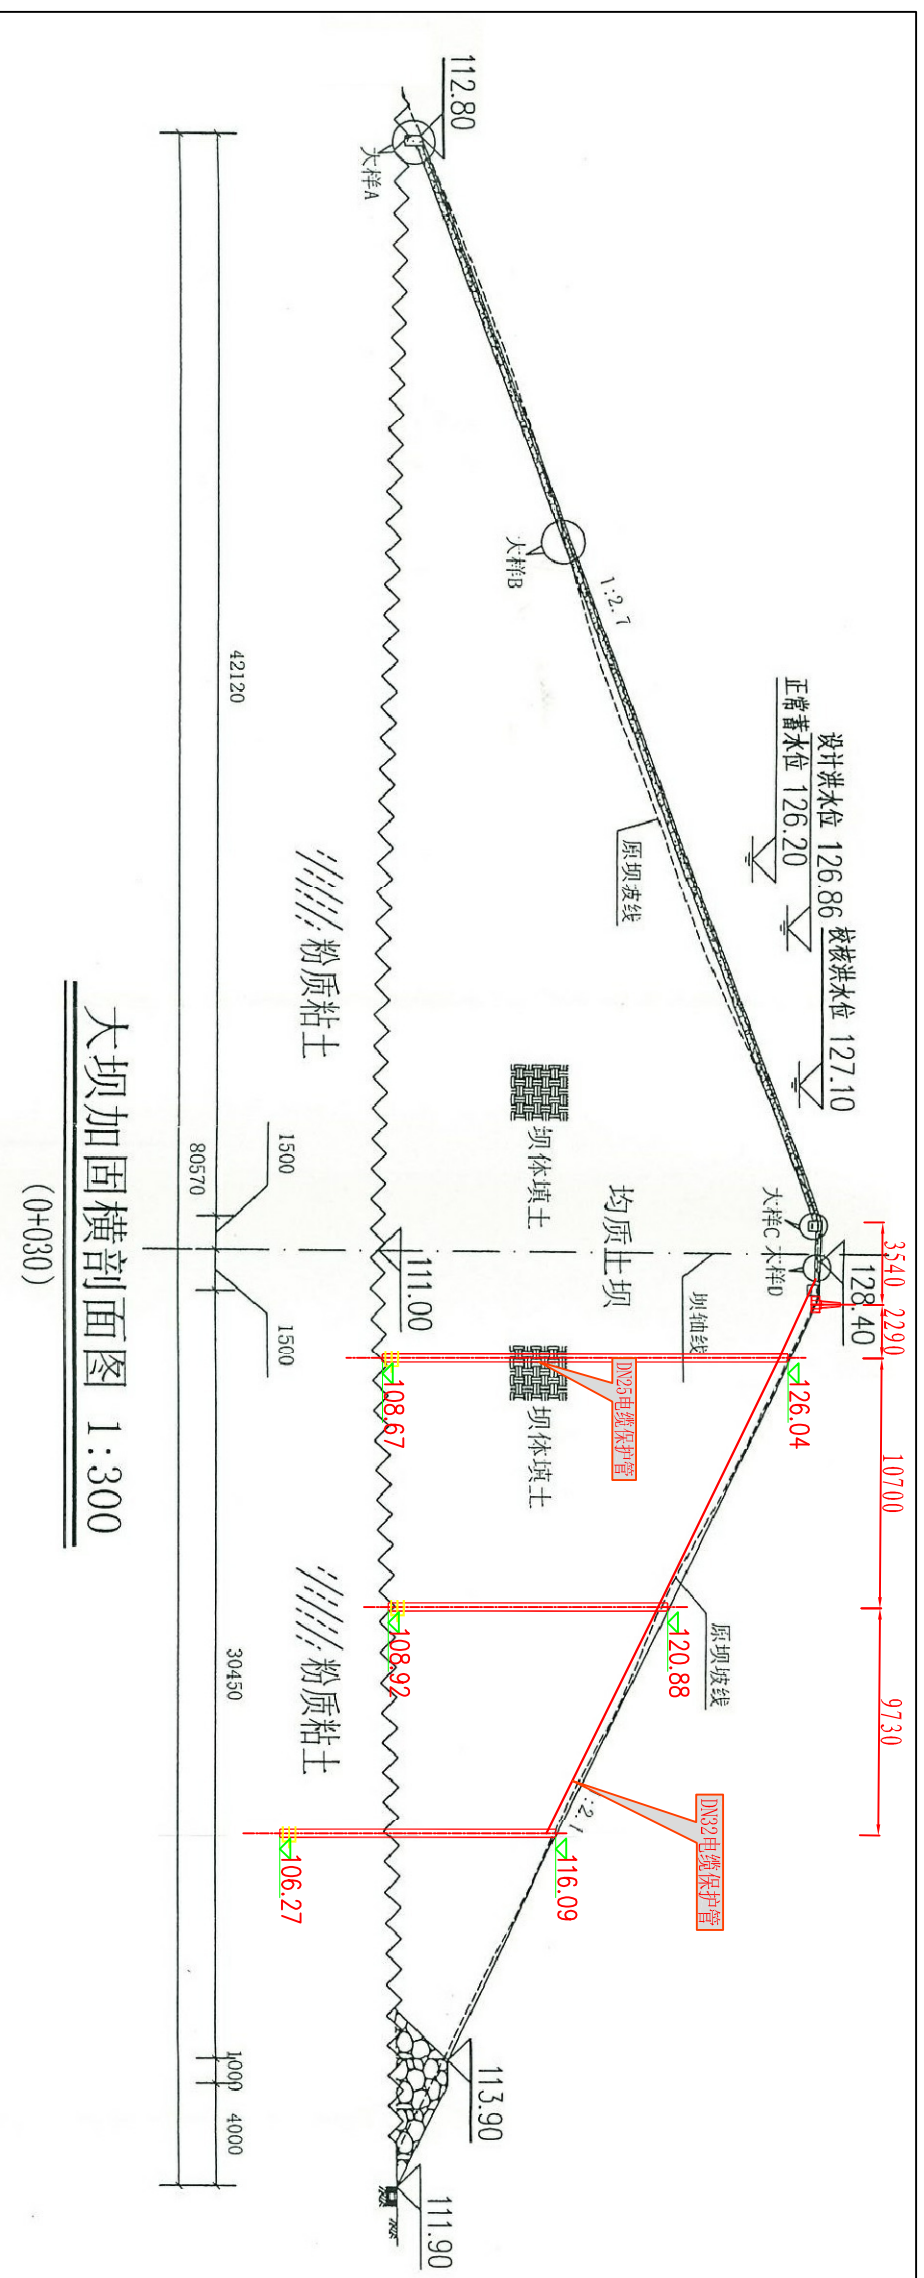 112.80
大样A
大样B
1:2.7
原坝坡线
正常蓄水位 126.20
设计洪水位 126.86
校核洪水位 127.10
大样C
大样D
128.40
3540
2290
10700
9730
126.04
120.88
116.09
均质土坝
坝轴线
坝体填土
坝体填土
DN25电缆保护管
原坝坡线
DN32电缆保护管
:2.1
113.90
111.90
111.00
108.67
108.92
106.27
粉质粘土
粉质粘土
42120
1500
1500
30450
1000
4000
80570
大坝加固横剖面图 1:300
(0+030)